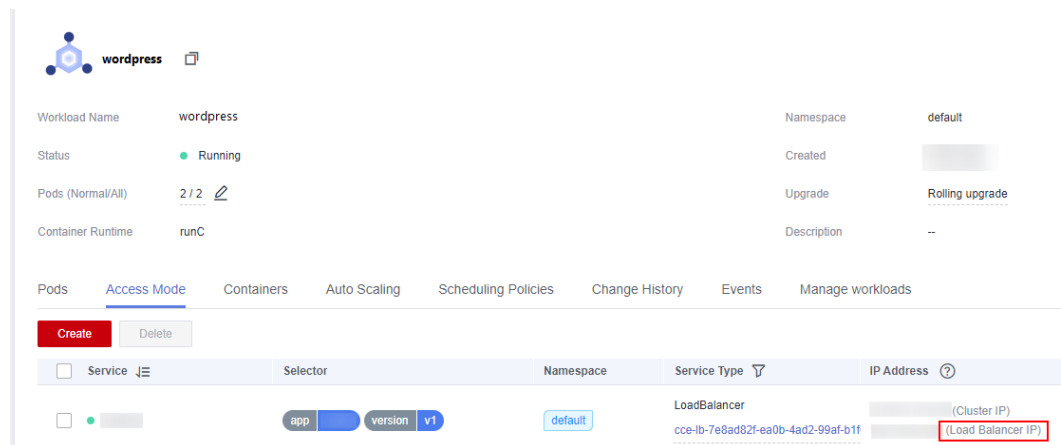 wordpress
Workload Name wordpress Namespace default
Status Running Created
Pods (Normal/All) 2 / 2 Upgrade Rolling upgrade
Container Runtime runC Description --
Pods Access Mode Containers Auto Scaling Scheduling Policies Change History Events Manage workloads
Create Delete
Service Selector Namespace Service Type IP Address ?
app version v1 default LoadBalancer (Cluster IP)
cce-lb-7e8ad82f-ea0b-4ad2-99af-b1f (Load Balancer IP)